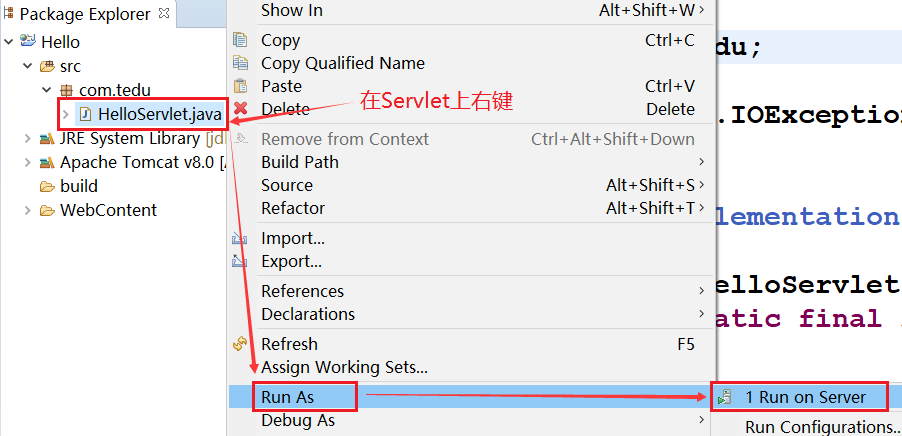 Package Explorer
Hello
src
com.tedu
HelloServlet.java
JRE System Library [jd
Apache Tomcat v8.0 [
build
WebContent
Show In Alt+Shift+W
Copy Ctrl+C
Copy Qualified Name
Paste Ctrl+V
Delete Delete
Remove from Context Ctrl+Alt+Shift+Down
Build Path
Source Alt+Shift+S
Refactor Alt+Shift+T
Import...
Export...
References
Declarations
Refresh F5
Assign Working Sets...
Run As
Debug As
在Servlet上右键
1 Run on Server
Run Configurations...
du;
.IOException
lementation
elloServlet
atic final